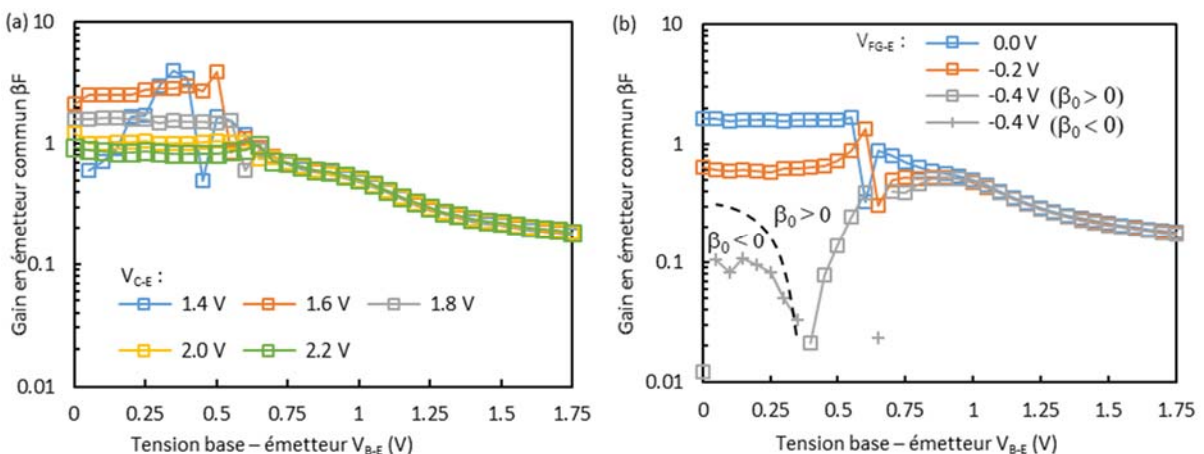 (a)
Gain en émetteur commun βF
10
1
0.1
0.01
V_C-E :
1.4 V
1.6 V
1.8 V
2.0 V
2.2 V
0
0.25
0.5
0.75
1
1.25
1.5
1.75
Tension base – émetteur V_B-E (V)
(b)
Gain en émetteur commun βF
10
1
0.1
0.01
V_FG-E :
0.0 V
-0.2 V
-0.4 V (β₀ > 0)
-0.4 V (β₀ < 0)
β₀ > 0
β₀ < 0
0
0.25
0.5
0.75
1
1.25
1.5
1.75
Tension base – émetteur V_B-E (V)